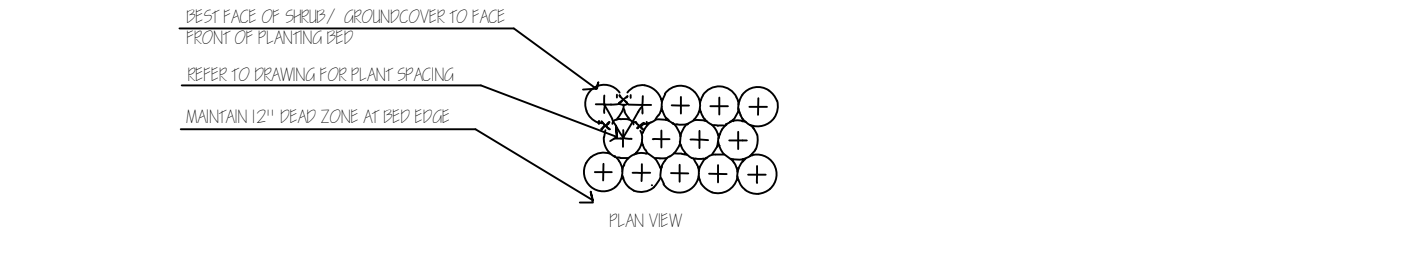 BEST FACE OF SHRUB/ GROUNDCOVER TO FACE
FRONT OF PLANTING BED
REFER TO DRAWING FOR PLANT SPACING
MAINTAIN 12" DEAD ZONE AT BED EDGE
"X"
X
X
PLAN VIEW